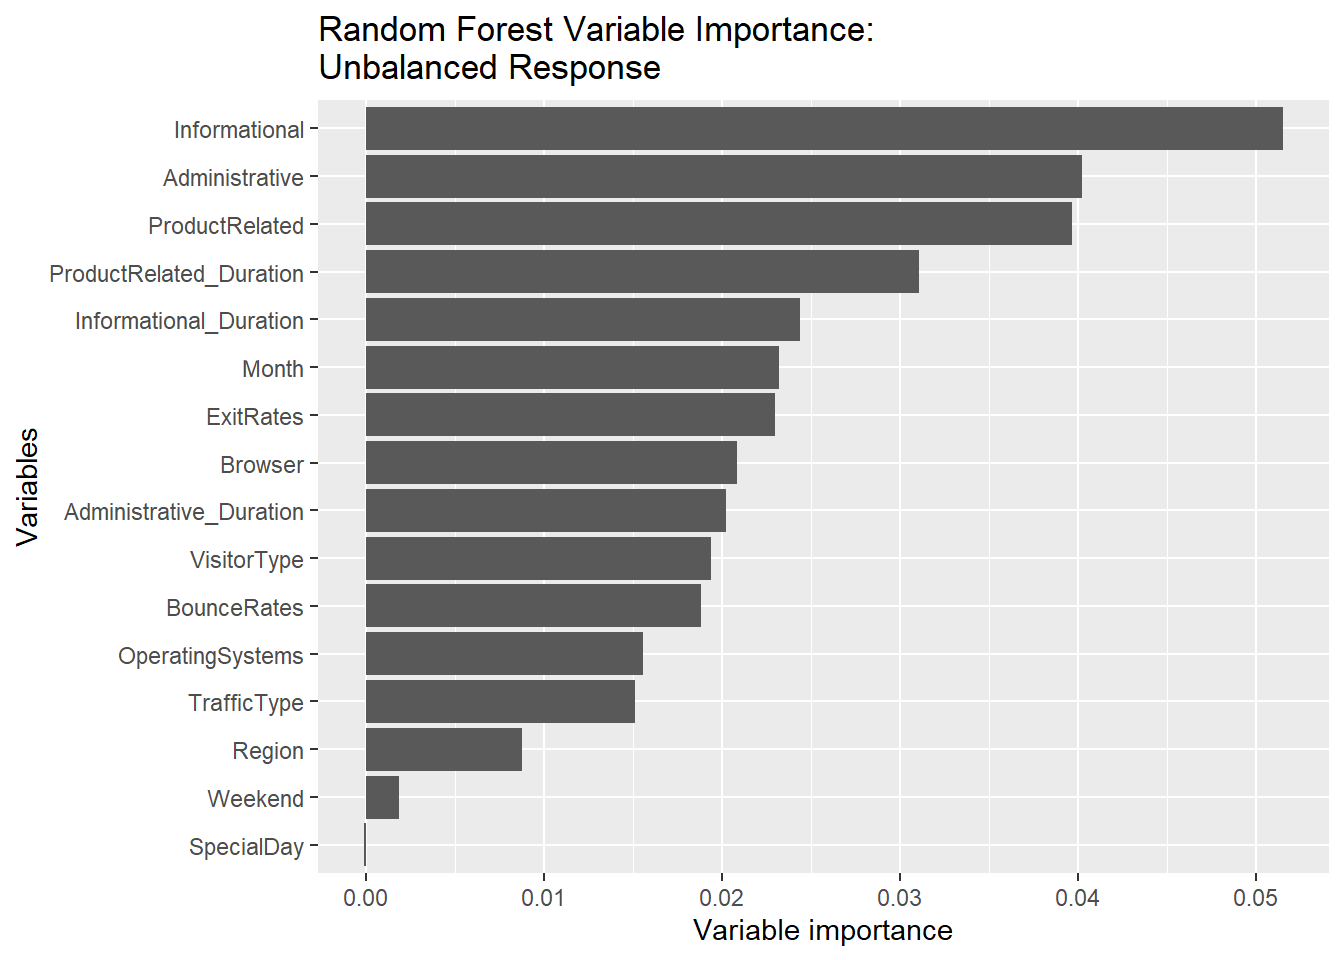 Random Forest Variable Importance:
Unbalanced Response
Variables
Informational
Administrative
ProductRelated
ProductRelated_Duration
Informational_Duration
Month
ExitRates
Browser
Administrative_Duration
VisitorType
BounceRates
OperatingSystems
TrafficType
Region
Weekend
SpecialDay
0.00 0.01 0.02 0.03 0.04 0.05
Variable importance